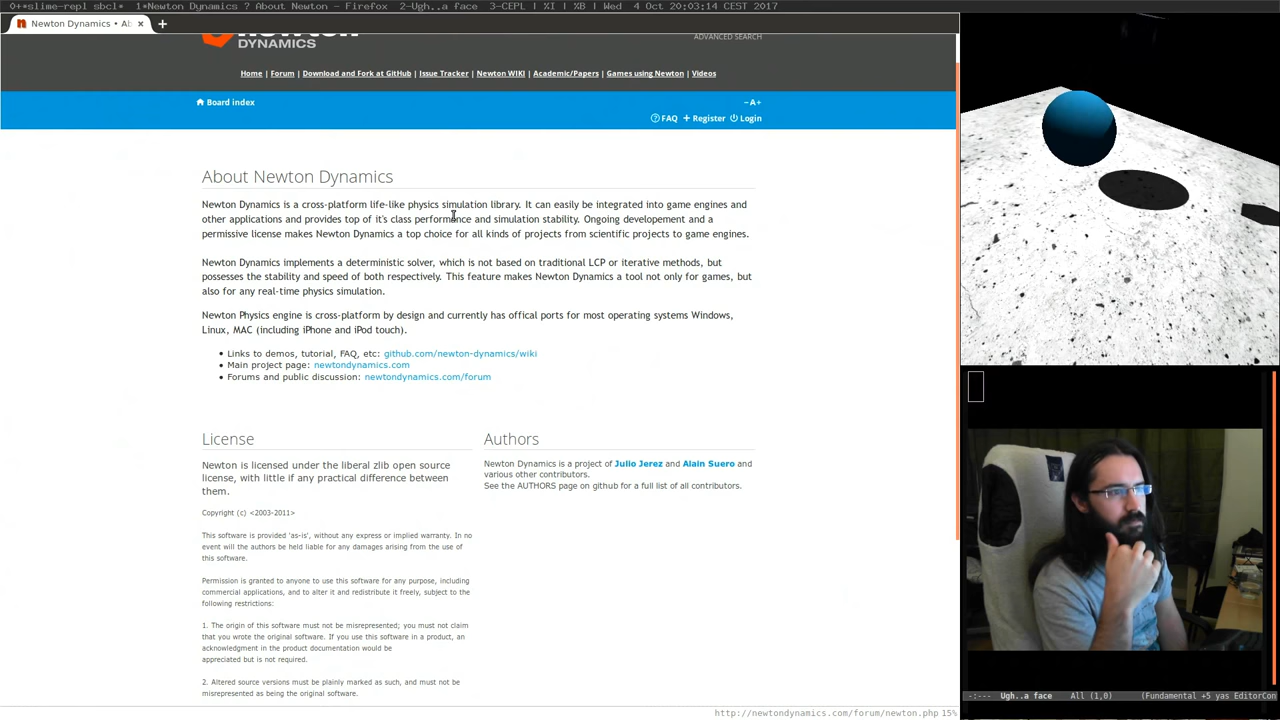 0*slime-repl sbcl* 1*Newton Dynamics ? About Newton - Firefox 2-Ugh..a face 3-CEPL | XI | XB | Wed 4 Oct 20:03:14 CEST 2017
Newton Dynamics • Ab
DYNAMICS
ADVANCED SEARCH
Home | Forum | Download and Fork at GitHub | Issue Tracker | Newton WIKI | Academic/Papers | Games using Newton | Videos
Board index
−A+
FAQ Register Login
About Newton Dynamics
Newton Dynamics is a cross-platform life-like physics simulation library. It can easily be integrated into game engines and
other applications and provides top of it's class performance and simulation stability. Ongoing developement and a
permissive license makes Newton Dynamics a top choice for all kinds of projects from scientific projects to game engines.
Newton Dynamics implements a deterministic solver, which is not based on traditional LCP or iterative methods, but
possesses the stability and speed of both respectively. This feature makes Newton Dynamics a tool not only for games, but
also for any real-time physics simulation.
Newton Physics engine is cross-platform by design and currently has offical ports for most operating systems Windows,
Linux, MAC (including iPhone and iPod touch).
• Links to demos, tutorial, FAQ, etc: github.com/newton-dynamics/wiki
• Main project page: newtondynamics.com
• Forums and public discussion: newtondynamics.com/forum
License
Newton is licensed under the liberal zlib open source
license, with little if any practical difference between
them.
Copyright (c) <2003-2011>
This software is provided 'as-is', without any express or implied warranty. In no
event will the authors be held liable for any damages arising from the use of
this software.
Permission is granted to anyone to use this software for any purpose, including
commercial applications, and to alter it and redistribute it freely, subject to the
following restrictions:
1. The origin of this software must not be misrepresented; you must not claim
that you wrote the original software. If you use this software in a product, an
acknowledgment in the product documentation would be
appreciated but is not required.
2. Altered source versions must be plainly marked as such, and must not be
misrepresented as being the original software.
Authors
Newton Dynamics is a project of Julio Jerez and Alain Suero and
various other contributors.
See the AUTHORS page on github for a full list of all contributors.
http://newtondynamics.com/forum/newton.php 15%
-:--- Ugh..a face All (1,0) (Fundamental +5 yas EditorCon